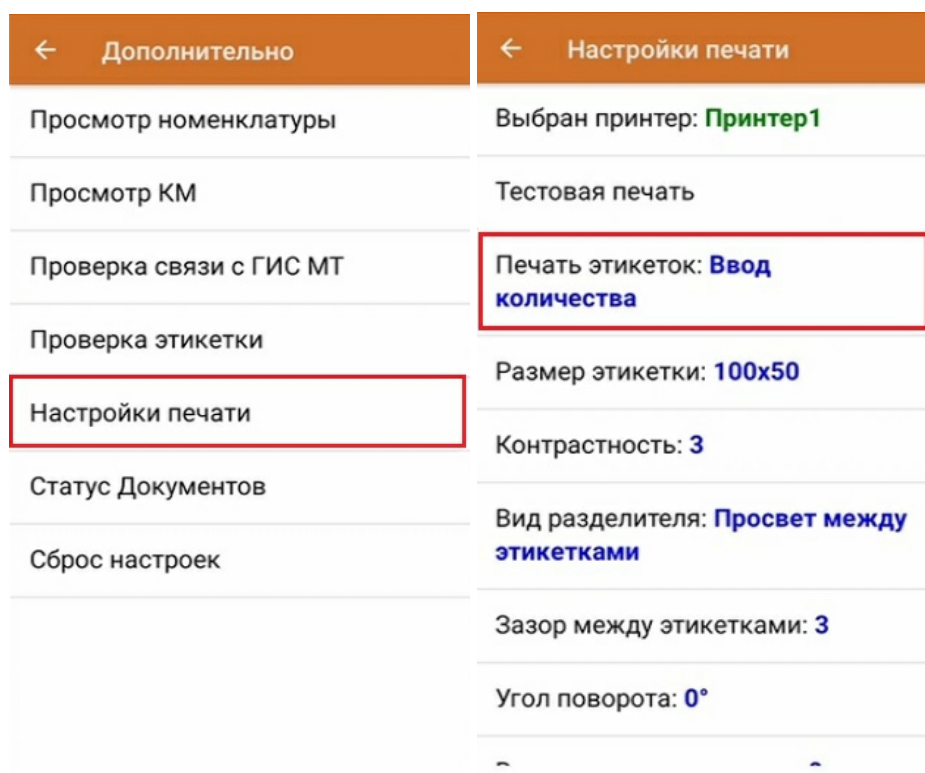 Дополнительно
Просмотр номенклатуры
Просмотр КМ
Проверка связи с ГИС МТ
Проверка этикетки
Настройки печати
Статус Документов
Сброс настроек
Настройки печати
Выбран принтер: Принтер1
Тестовая печать
Печать этикеток: Ввод
количества
Размер этикетки: 100x50
Контрастность: 3
Вид разделителя: Просвет между
этикетками
Зазор между этикетками: 3
Угол поворота: 0°